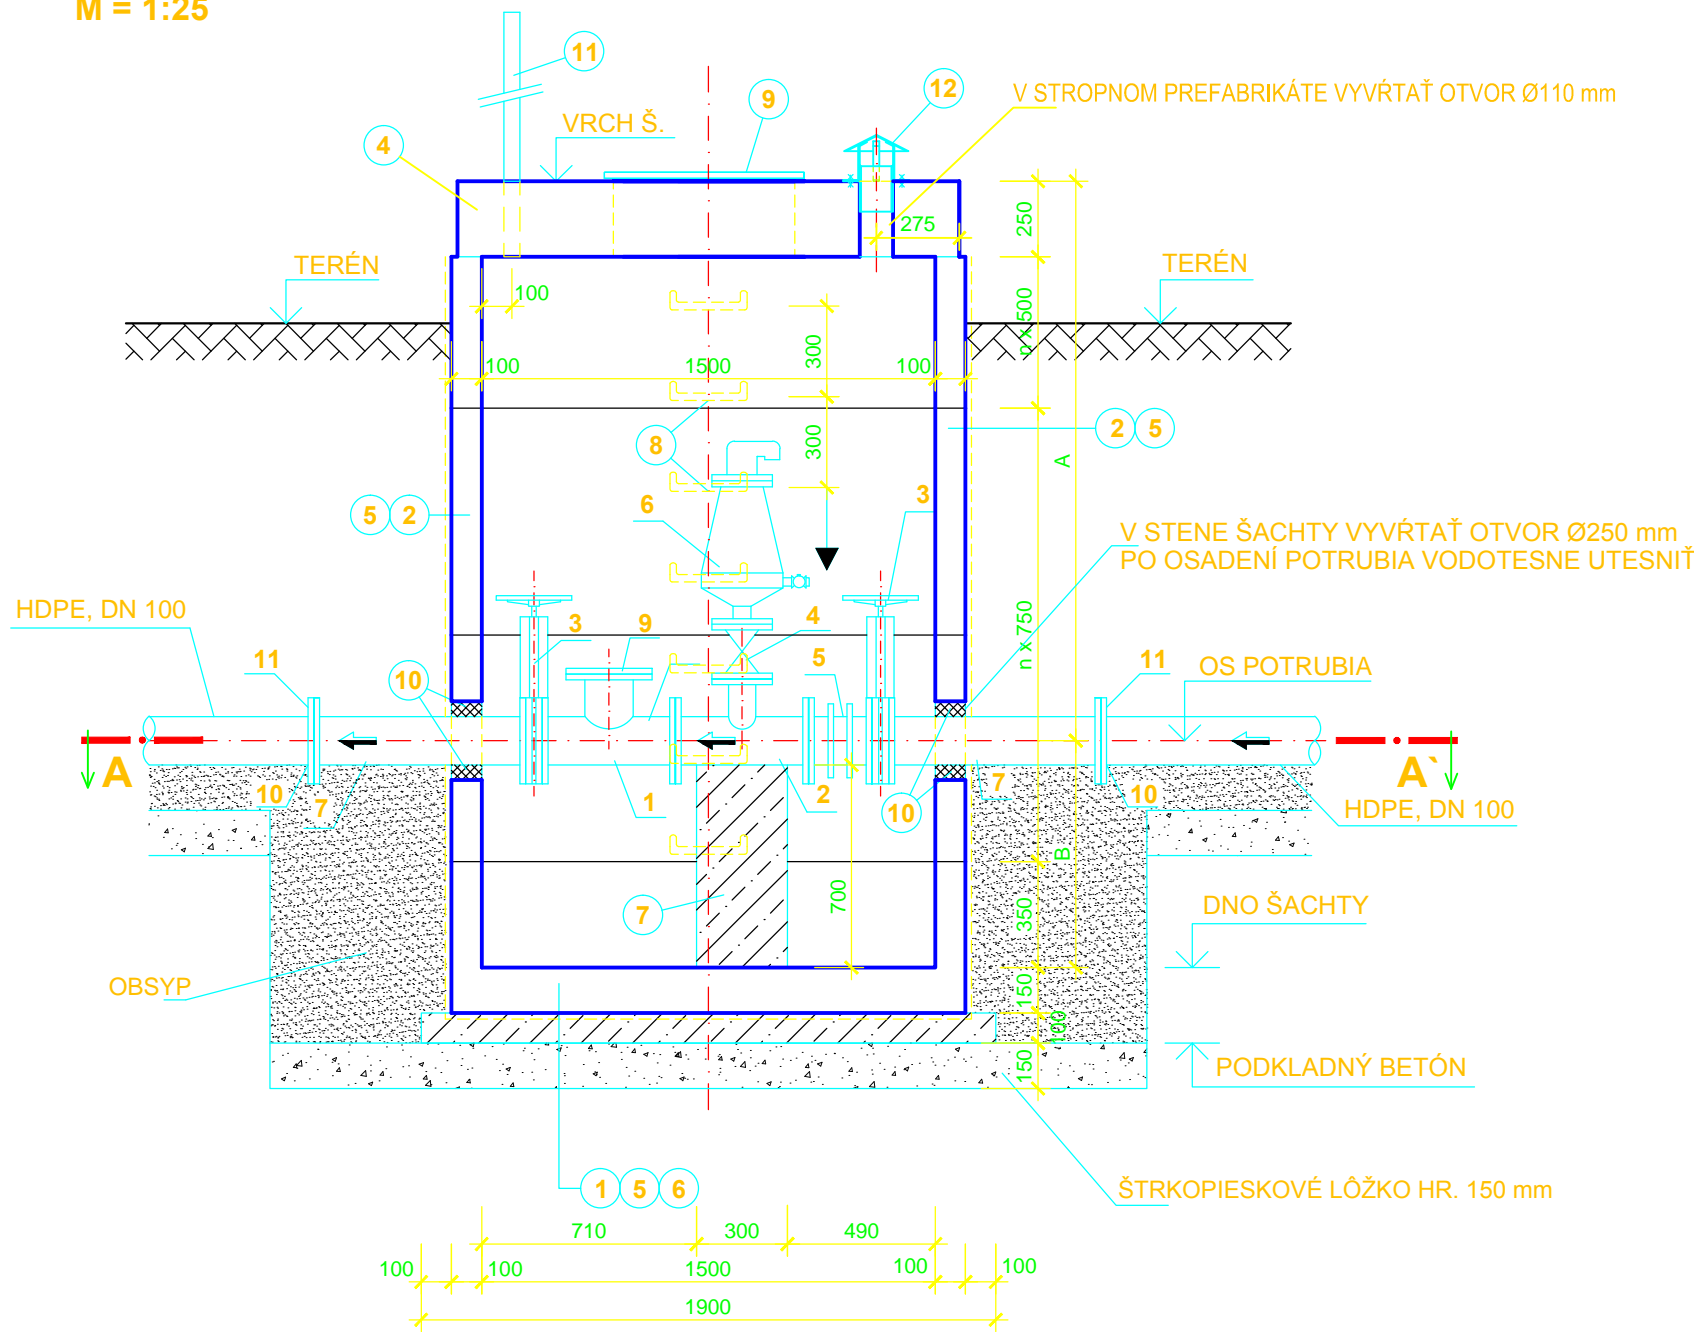 M = 1:25
11
9
12
V STROPNOM PREFABRIKÁTE VYVŔTAŤ OTVOR Ø110 mm
VRCH Š.
4
275
250
TERÉN
TERÉN
100
n x 500
300
100
1500
100
300
8
2 5
A
5 2
6
3
V STENE ŠACHTY VYVŔTAŤ OTVOR Ø250 mm
PO OSADENÍ POTRUBIA VODOTESNE UTESNIŤ
HDPE, DN 100
3
9
4
5
n x 750
11
10
11
OS POTRUBIA
A
A`
10
7
1
2
10
7
10
HDPE, DN 100
B
700
7
350
DNO ŠACHTY
OBSYP
150
100
150
PODKLADNÝ BETÓN
1 5 6
ŠTRKOPIESKOVÉ LÔŽKO HR. 150 mm
710
300
490
100
100
1500
100
100
1900